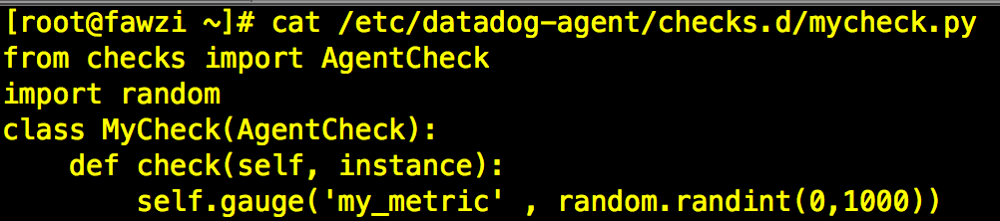 [root@fawzi ~]# cat /etc/datadog-agent/checks.d/mycheck.py
from checks import AgentCheck
import random
class MyCheck(AgentCheck):
    def check(self, instance):
        self.gauge('my_metric' , random.randint(0,1000))